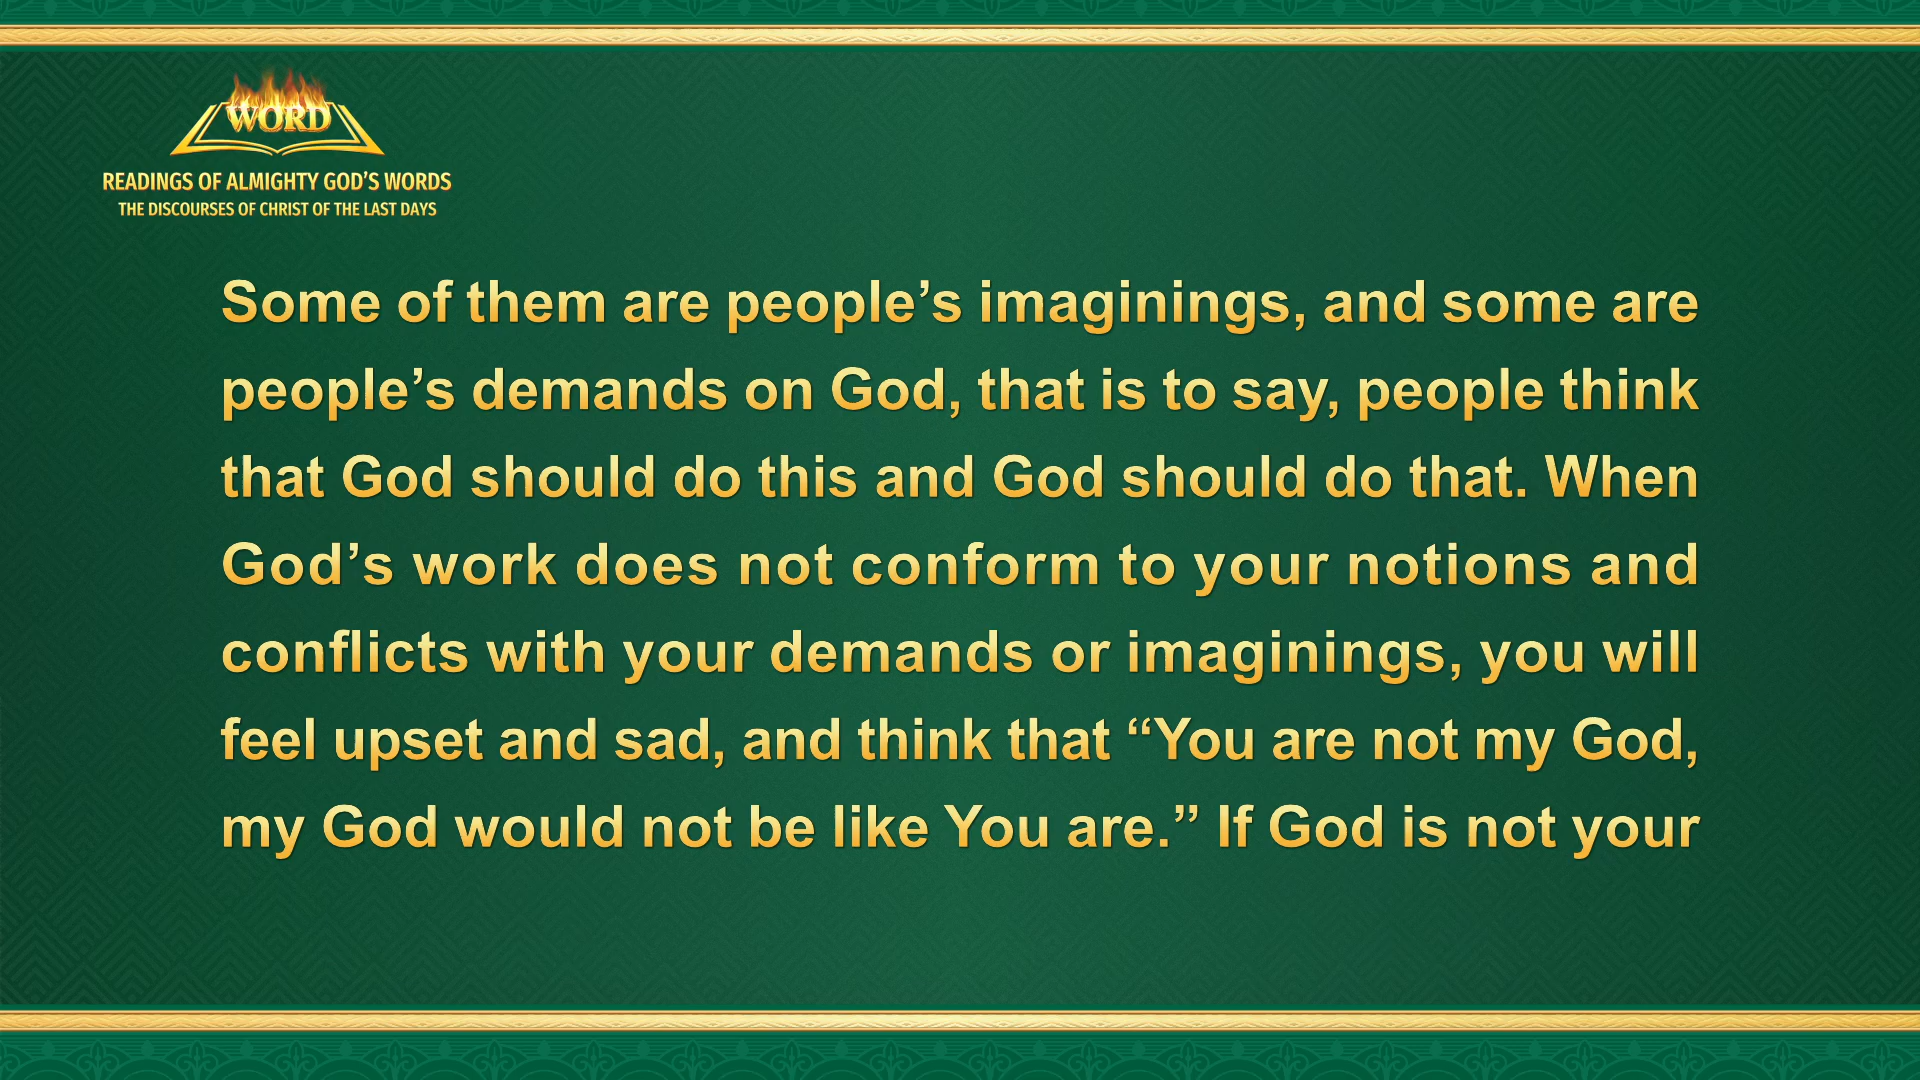 WORD
READINGS OF ALMIGHTY GOD’S WORDS
THE DISCOURSES OF CHRIST OF THE LAST DAYS
Some of them are people’s imaginings, and some are
people’s demands on God, that is to say, people think
that God should do this and God should do that. When
God’s work does not conform to your notions and
conflicts with your demands or imaginings, you will
feel upset and sad, and think that “You are not my God,
my God would not be like You are.” If God is not your